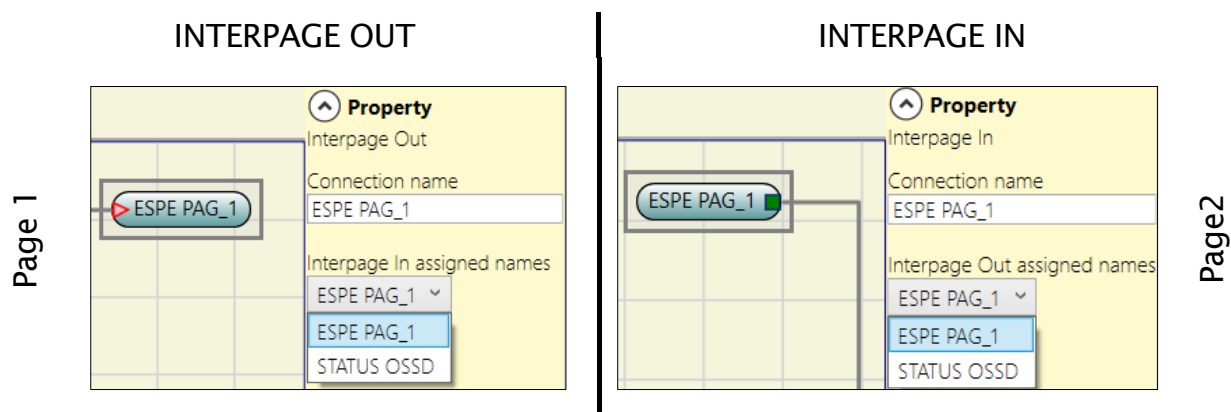 INTERPAGE OUT
INTERPAGE IN
Page 1
Property
Interpage Out
Connection name
ESPE PAG_1
ESPE PAG_1
Interpage In assigned names
ESPE PAG_1
ESPE PAG_1
STATUS OSSD
Property
Interpage In
Connection name
ESPE PAG_1
ESPE PAG_1
Interpage Out assigned names
ESPE PAG_1
ESPE PAG_1
STATUS OSSD
Page2